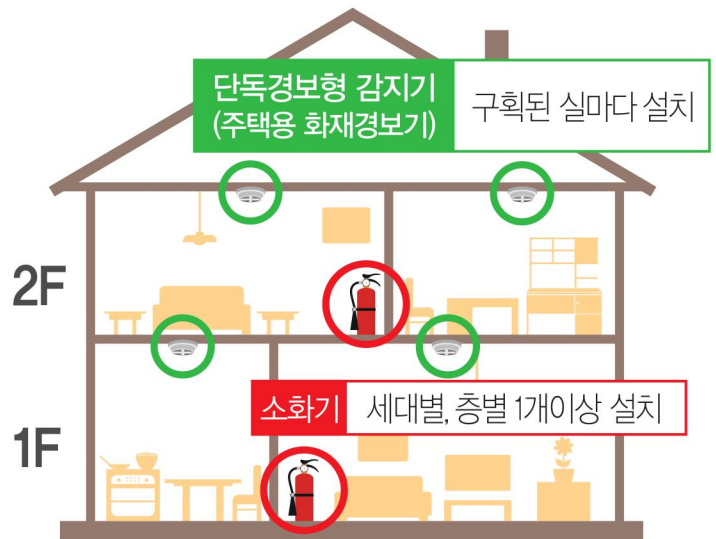 단독경보형 감지기
(주택용 화재경보기)
구획된 실마다 설치
2F
소화기
세대별, 층별 1개이상 설치
1F